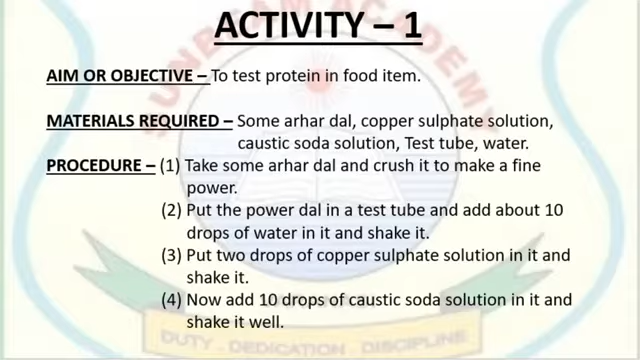 ACTIVITY – 1
AIM OR OBJECTIVE – To test protein in food item.
MATERIALS REQUIRED – Some arhar dal, copper sulphate solution,
caustic soda solution, Test tube, water.
PROCEDURE – (1) Take some arhar dal and crush it to make a fine
power.
(2) Put the power dal in a test tube and add about 10
drops of water in it and shake it.
(3) Put two drops of copper sulphate solution in it and
shake it.
(4) Now add 10 drops of caustic soda solution in it and
shake it well.
DUTY . DEDICATION . DISCIPLINE